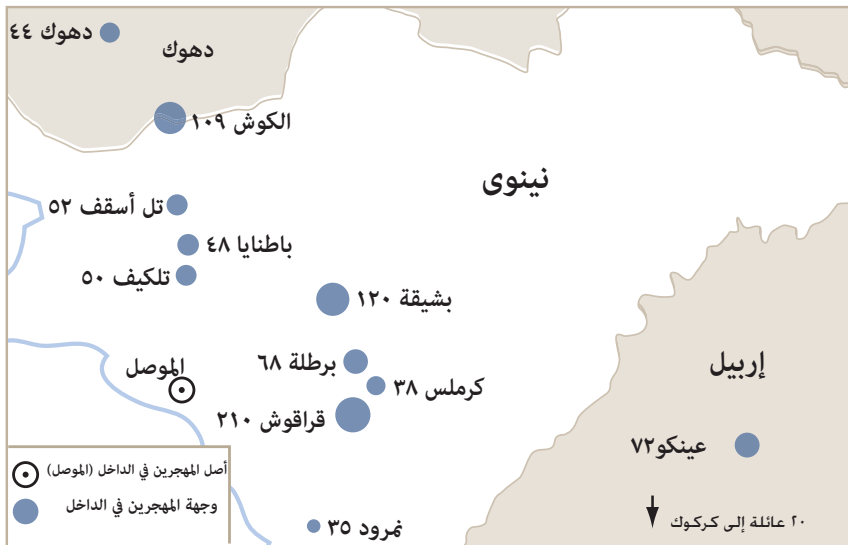 دهوك ٤٤
دهوك
الكوش ١٠٩
نينوى
تل أسقف ٥٢
باطنايا ٤٨
تلكيف ٥٠
بشيقة ١٢٠
الموصل
برطلة ٦٨
كرملس ٣٨
قراقوش ٢١٠
إربيل
عينكو٧٢
أصل المهجرين في الداخل (الموصل)
وجهة المهجرين في الداخل
نمرود ٣٥
٢٠ عائلة إلى كركوك